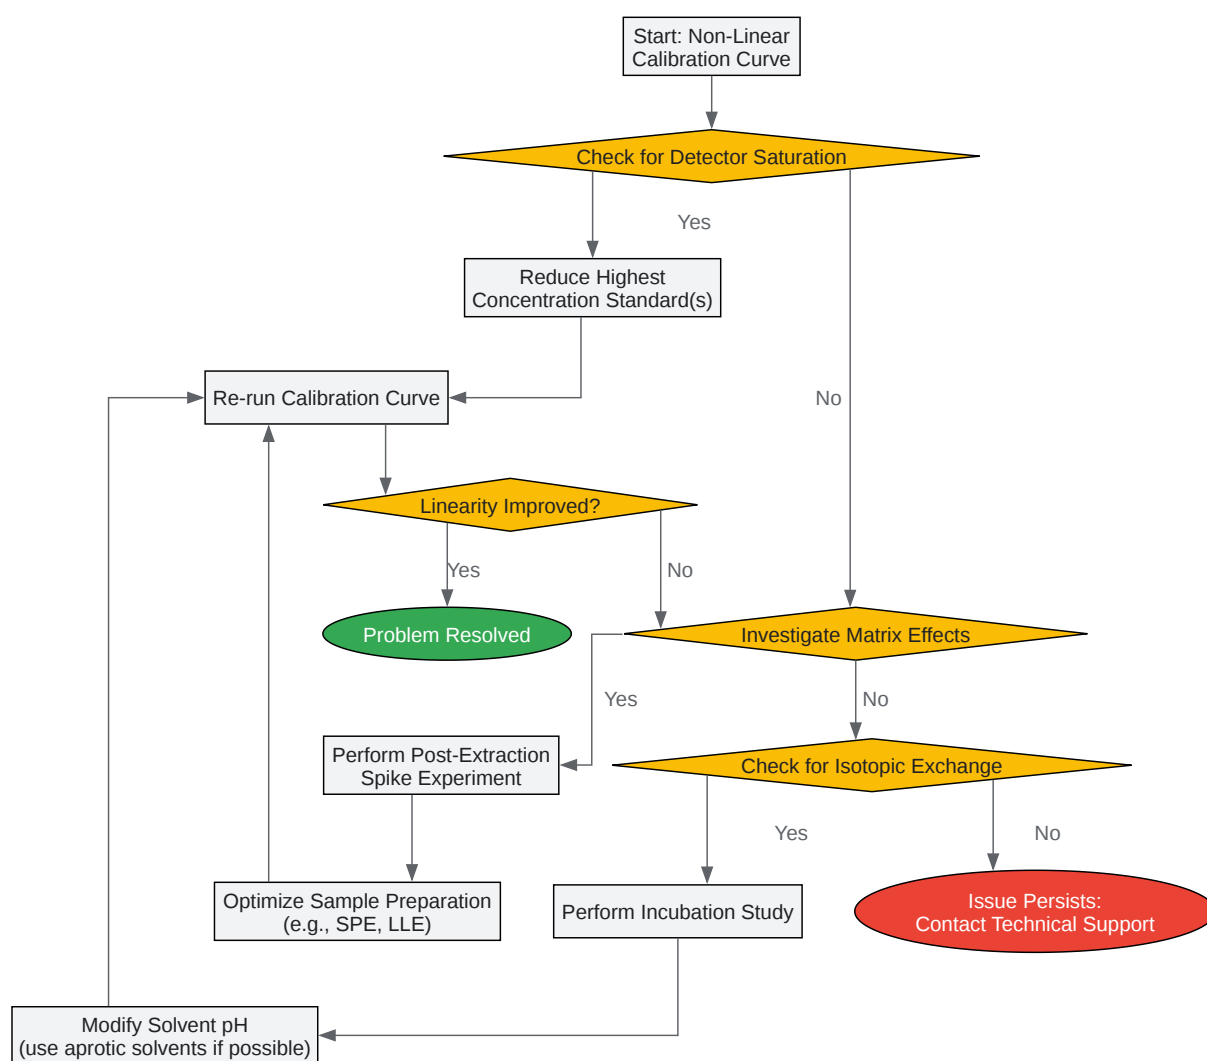 Start: Non-Linear
Calibration Curve
Check for Detector Saturation
Yes
Reduce Highest
Concentration Standard(s)
Re-run Calibration Curve
No
Linearity Improved?
Yes
No
Problem Resolved
Investigate Matrix Effects
Yes
No
Perform Post-Extraction
Spike Experiment
Check for Isotopic Exchange
Yes
No
Optimize Sample Preparation
(e.g., SPE, LLE)
Perform Incubation Study
Issue Persists:
Contact Technical Support
Modify Solvent pH
(use aprotic solvents if possible)